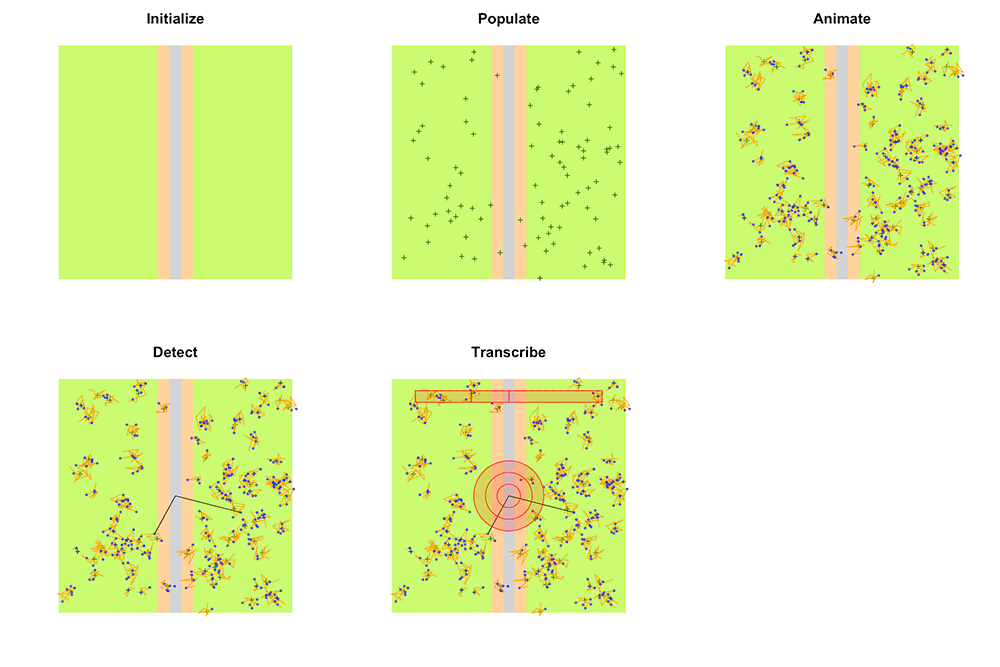 Initialize
Populate
Animate
Detect
Transcribe